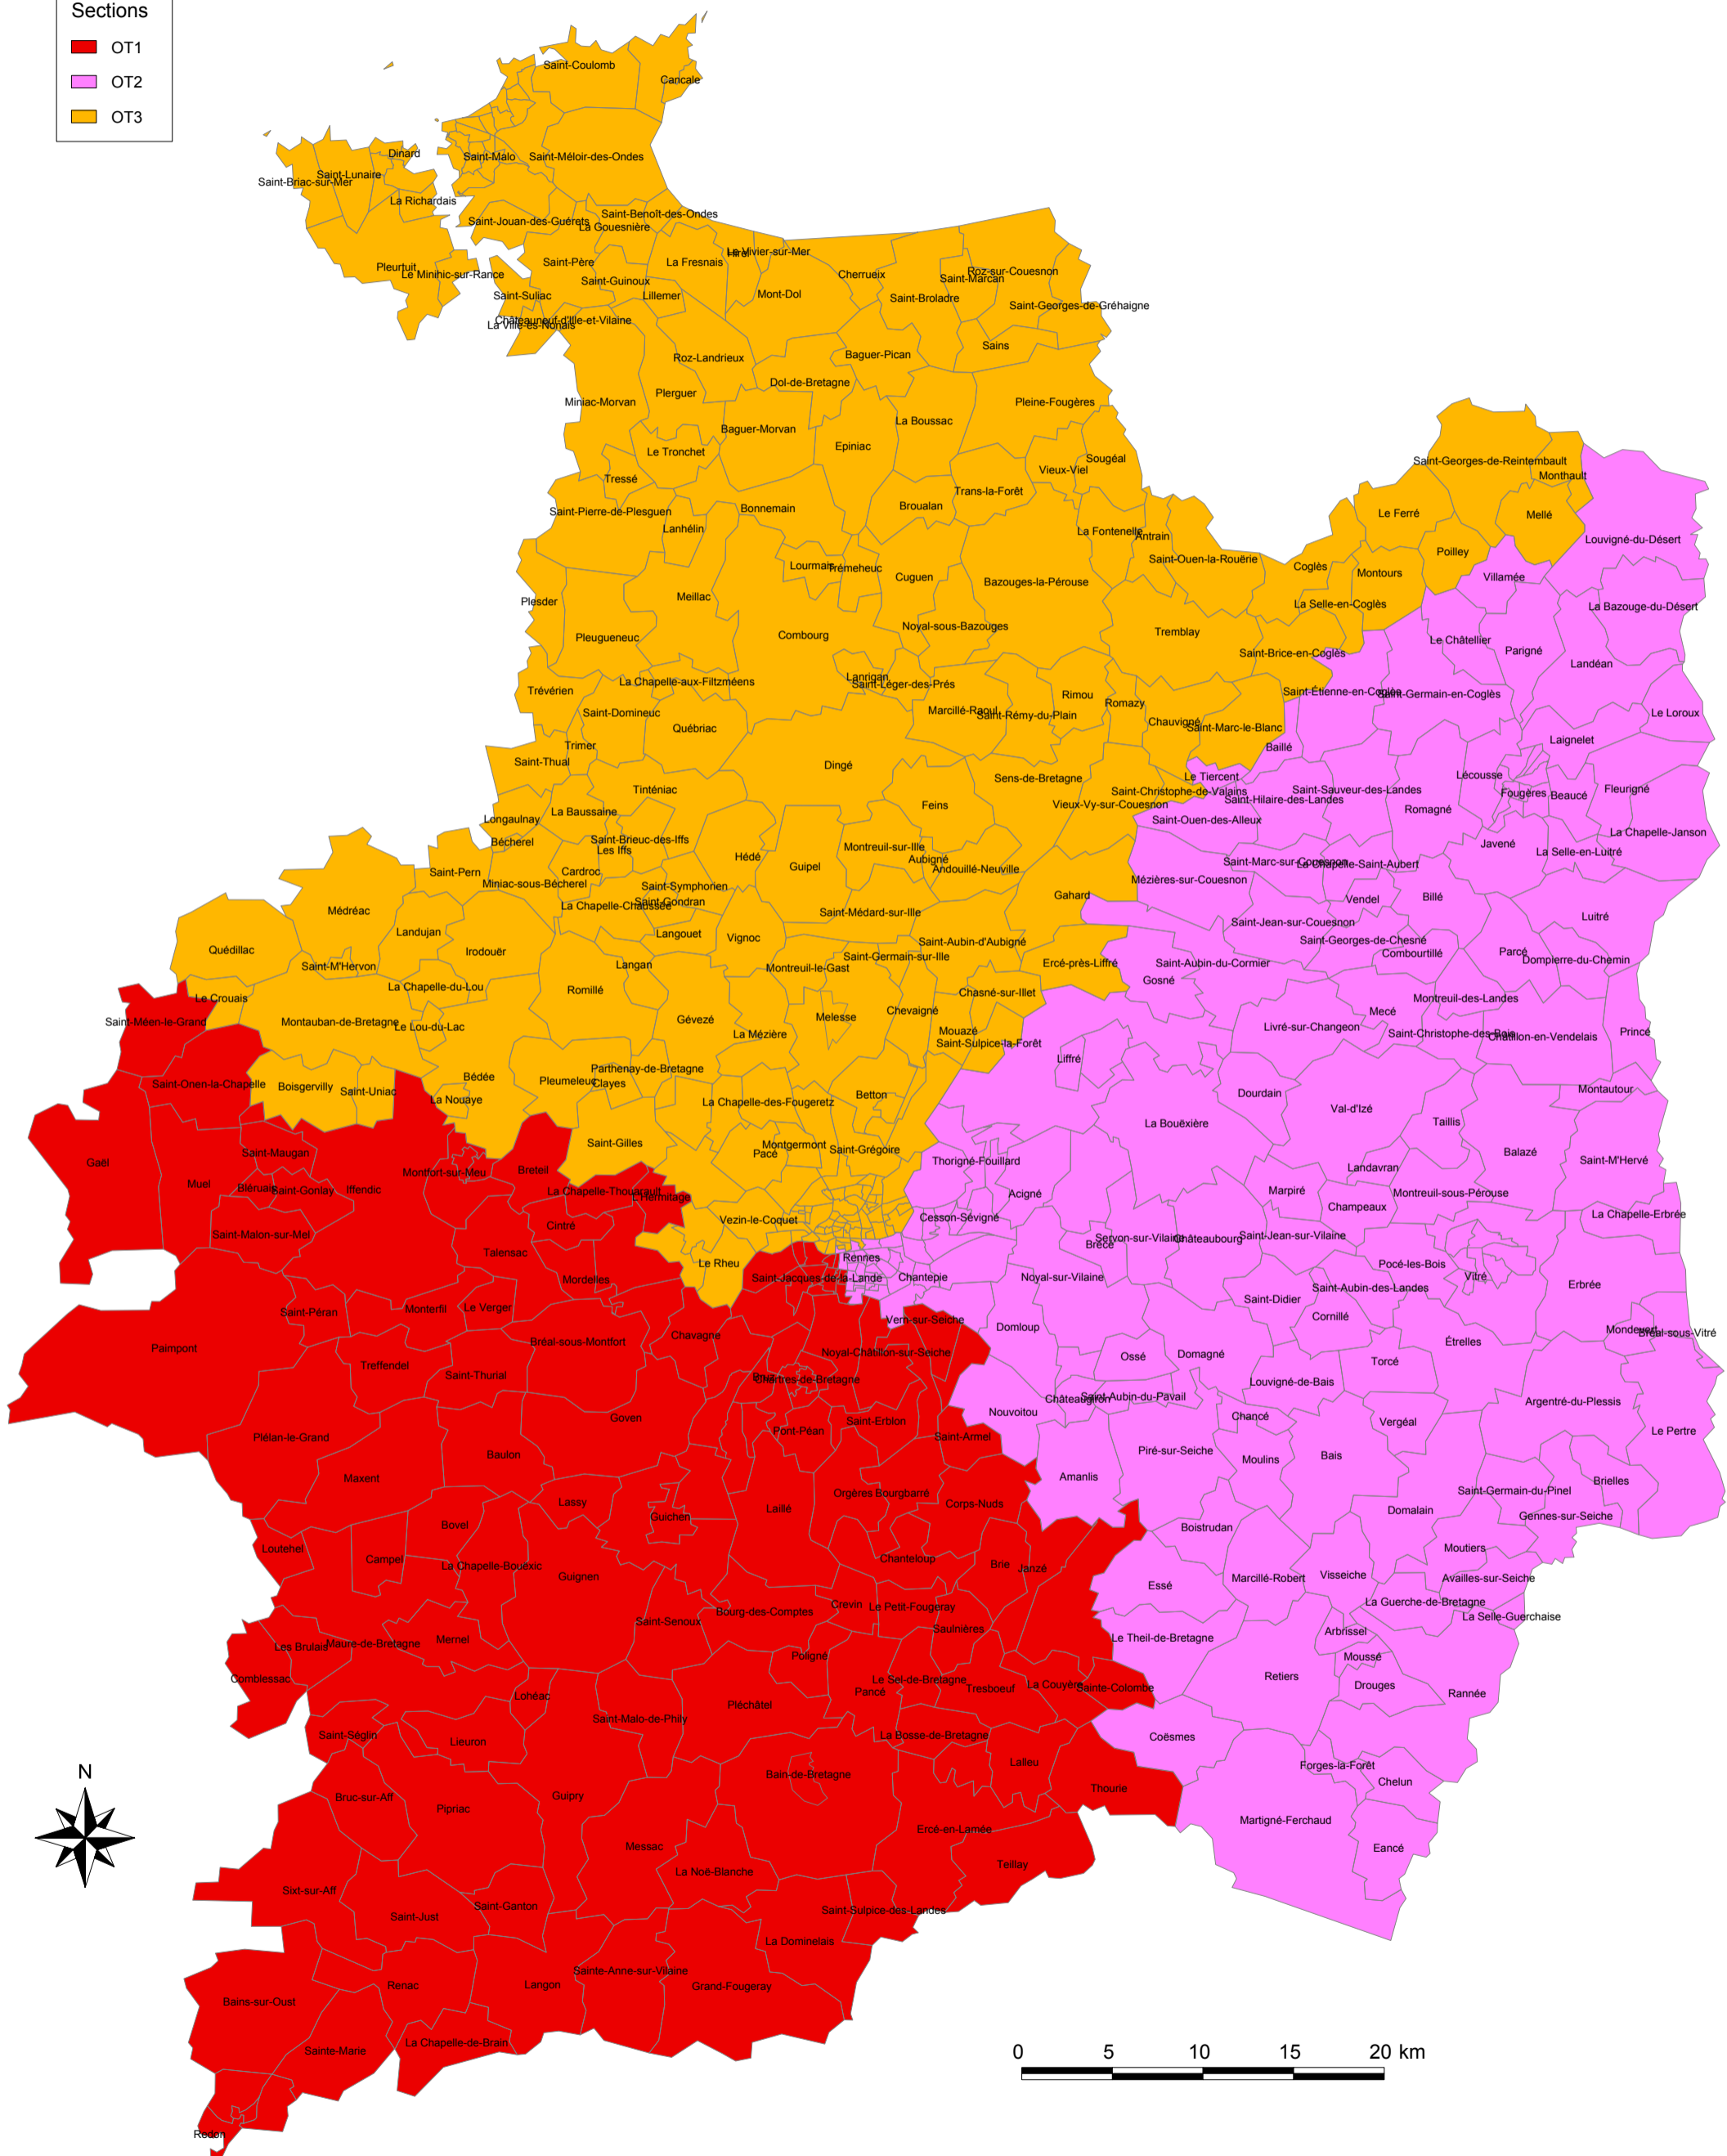 Sections
OT1
OT2
OT3
Saint-Coulomb
Cancale
Dinard
Saint-Malo
Saint-Méloir-des-Ondes
Saint-Lunaire
Saint-Briac-sur-Mer
La Richardais
Saint-Benoît-des-Ondes
Saint-Jouan-des-Guérets
La Gouesnière
Le Vivier-sur-Mer
Hirel
Saint-Père
La Fresnais
Pleurtuit
Le Minihic-sur-Rance
Cherrueix
Roz-sur-Couesnon
Saint-Marcan
Saint-Guinoux
Saint-Suliac
Lillemer
Mont-Dol
Saint-Broladre
Saint-Georges-de-Gréhaigne
Châteauneuf-d'Ille-et-Vilaine
La Ville-ès-Nonais
Sains
Roz-Landrieux
Baguer-Pican
Dol-de-Bretagne
Plerguer
Miniac-Morvan
Pleine-Fougères
La Boussac
Baguer-Morvan
Epiniac
Le Tronchet
Sougéal
Vieux-Viel
Saint-Georges-de-Reintembault
Monthault
Tressé
Trans-la-Forêt
Saint-Pierre-de-Plesguen
Bonnemain
Broualan
Le Ferré
Mellé
Lanhélin
La Fontenelle
Antrain
Louvigné-du-Désert
Poilley
Saint-Ouen-la-Rouërie
Lourmais
Trémeheuc
Coglès
Montours
Cuguen
Bazouges-la-Pérouse
Villamée
Plesder
Meillac
La Selle-en-Coglès
La Bazouge-du-Désert
Noyal-sous-Bazouges
Tremblay
Pleugueneuc
Combourg
Le Châtellier
Parigné
Saint-Brice-en-Coglès
Landéan
Lanrigan
Saint-Léger-des-Prés
La Chapelle-aux-Filtzméens
Trévérien
Rimou
Saint-Étienne-en-Coglès
Saint-Germain-en-Coglès
Romazy
Marcillé-Raoul
Saint-Rémy-du-Plain
Saint-Domineuc
Le Loroux
Chauvigné
Québriac
Saint-Marc-le-Blanc
Trimer
Laignelet
Baillé
Saint-Thual
Dingé
Le Tiercent
Lécousse
Sens-de-Bretagne
Tinténiac
Saint-Christophe-de-Valains
Saint-Sauveur-des-Landes
Fleurigné
Fougères
Beaucé
Saint-Hilaire-des-Landes
Feins
Vieux-Vy-sur-Couesnon
Romagné
La Baussaine
Longaulnay
Saint-Ouen-des-Alleux
La Chapelle-Janson
Saint-Brieuc-des-Iffs
Bécherel
Les Iffs
Montreuil-sur-Ille
Javené
La Selle-en-Luitré
Hédé
Aubigné
Guipel
Andouillé-Neuville
Saint-Marc-sur-Couesnon
La Chapelle-Saint-Aubert
Saint-Pern
Cardroc
Miniac-sous-Bécherel
Saint-Symphorien
Mézières-sur-Couesnon
Gahard
Vendel
Billé
La Chapelle-Chaussée
Saint-Gondran
Médréac
Saint-Médard-sur-Ille
Luitré
Saint-Jean-sur-Couesnon
Landujan
Langouet
Vignoc
Saint-Aubin-d'Aubigné
Saint-Georges-de-Chesné
Quédillac
Irodouër
Combourtillé
Parcé
Saint-Germain-sur-Ille
Dompierre-du-Chemin
Saint-M'Hervon
Langan
Montreuil-le-Gast
Ercé-près-Liffré
Saint-Aubin-du-Cormier
Gosné
La Chapelle-du-Lou
Romillé
Chasné-sur-Illet
Le Crouais
Montreuil-des-Landes
Mecé
Saint-Méen-le-Grand
Montauban-de-Bretagne
Le Lou-du-Lac
Gévezé
Melesse
Chevaigné
Livré-sur-Changeon
La Mézière
Mouazé
Saint-Christophe-des-Bois
Châtillon-en-Vendelais
Princé
Saint-Sulpice-la-Forêt
Liffré
Parthenay-de-Bretagne
Bédée
Pleumeleuc
Clayes
Saint-Onen-la-Chapelle
Boisgervilly
Saint-Uniac
Montautour
La Nouaye
La Chapelle-des-Fougeretz
Betton
Dourdain
Val-d'Izé
Taillis
La Bouëxière
Saint-Gilles
Montgermont
Pacé
Saint-Grégoire
Saint-Maugan
Balazé
Gaël
Thorigné-Fouillard
Saint-M'Hervé
Montfort-sur-Meu
Breteil
Landavran
Muel
Bléruais
Saint-Gonlay
Iffendic
La Chapelle-Thouarault
L'Hermitage
Acigné
Marpiré
Montreuil-sous-Pérouse
Champeaux
Vezin-le-Coquet
Cesson-Sévigné
La Chapelle-Erbrée
Cintré
Saint-Malon-sur-Mel
Servon-sur-Vilaine
Châteaubourg
Saint-Jean-sur-Vilaine
Brécé
Talensac
Rennes
Le Rheu
Pocé-les-Bois
Mordelles
Saint-Jacques-de-la-Lande
Chantepie
Noyal-sur-Vilaine
Vitré
Saint-Aubin-des-Landes
Erbrée
Saint-Didier
Saint-Péran
Monterfil
Le Verger
Cornillé
Vern-sur-Seiche
Domloup
Mondevert
Bréal-sous-Vitré
Paimpont
Bréal-sous-Montfort
Chavagne
Étrelles
Noyal-Châtillon-sur-Seiche
Ossé
Domagné
Treffendel
Torcé
Saint-Thurial
Bruz
Chartres-de-Bretagne
Louvigné-de-Bais
Châteaugiron
Saint-Aubin-du-Pavail
Argentré-du-Plessis
Nouvoitou
Goven
Chancé
Vergéal
Saint-Erblon
Pont-Péan
Le Pertre
Plélan-le-Grand
Saint-Armel
Piré-sur-Seiche
Baulon
Bais
Moulins
Maxent
Amanlis
Brielles
Saint-Germain-du-Pinel
Orgères
Bourgbarré
Lassy
Corps-Nuds
Laillé
Domalain
Guichen
Gennes-sur-Seiche
Bovel
Boistrudan
Loutehel
Moutiers
Campel
La Chapelle-Bouëxic
Chanteloup
Brie
Janzé
Guignen
Visseiche
Marcillé-Robert
Availles-sur-Seiche
Essé
La Guerche-de-Bretagne
Crevin
Le Petit-Fougeray
Bourg-des-Comptes
La Selle-Guerchaise
Saint-Senoux
Saulnières
Arbrissel
Mernel
Le Theil-de-Bretagne
Les Brulais
Maure-de-Bretagne
Poligné
Moussé
Comblessac
Retiers
Le Sel-de-Bretagne
Drouges
La Couyère
Sainte-Colombe
Tresboeuf
Pancé
Rannée
Lohéac
Pléchâtel
Saint-Malo-de-Phily
Saint-Séglin
La Bosse-de-Bretagne
Coësmes
Lieuron
Lalleu
Forges-la-Forêt
Bain-de-Bretagne
N
Chelun
Thourie
Bruc-sur-Aff
Guipry
Pipriac
Martigné-Ferchaud
Ercé-en-Lamée
Messac
Eancé
Teillay
La Noë-Blanche
Sixt-sur-Aff
Saint-Ganton
Saint-Sulpice-des-Landes
Saint-Just
La Dominelais
Sainte-Anne-sur-Vilaine
Renac
Langon
Grand-Fougeray
Bains-sur-Oust
La Chapelle-de-Brain
Sainte-Marie
0 5 10 15 20 km
Redon